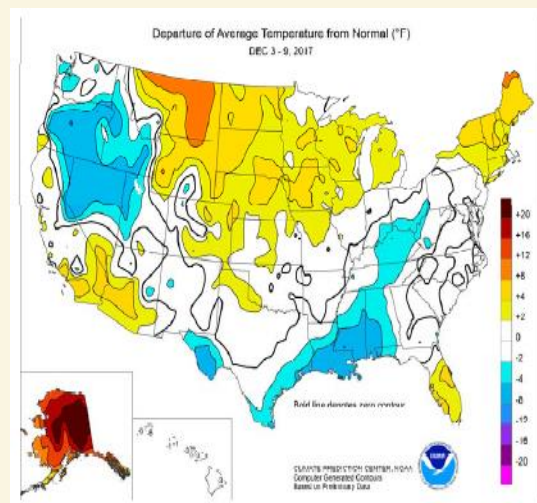 Departure of Average Temperature from Normal (°F)
DEC 3 - 9, 2017
+20
+16
+12
+8
+4
+2
0
-2
-4
-8
-16
-20
Bold line denotes zero contour
CLIMATE PREDICTION CENTER, NOAA
Computer Generated Contours
Based on Preliminary Data